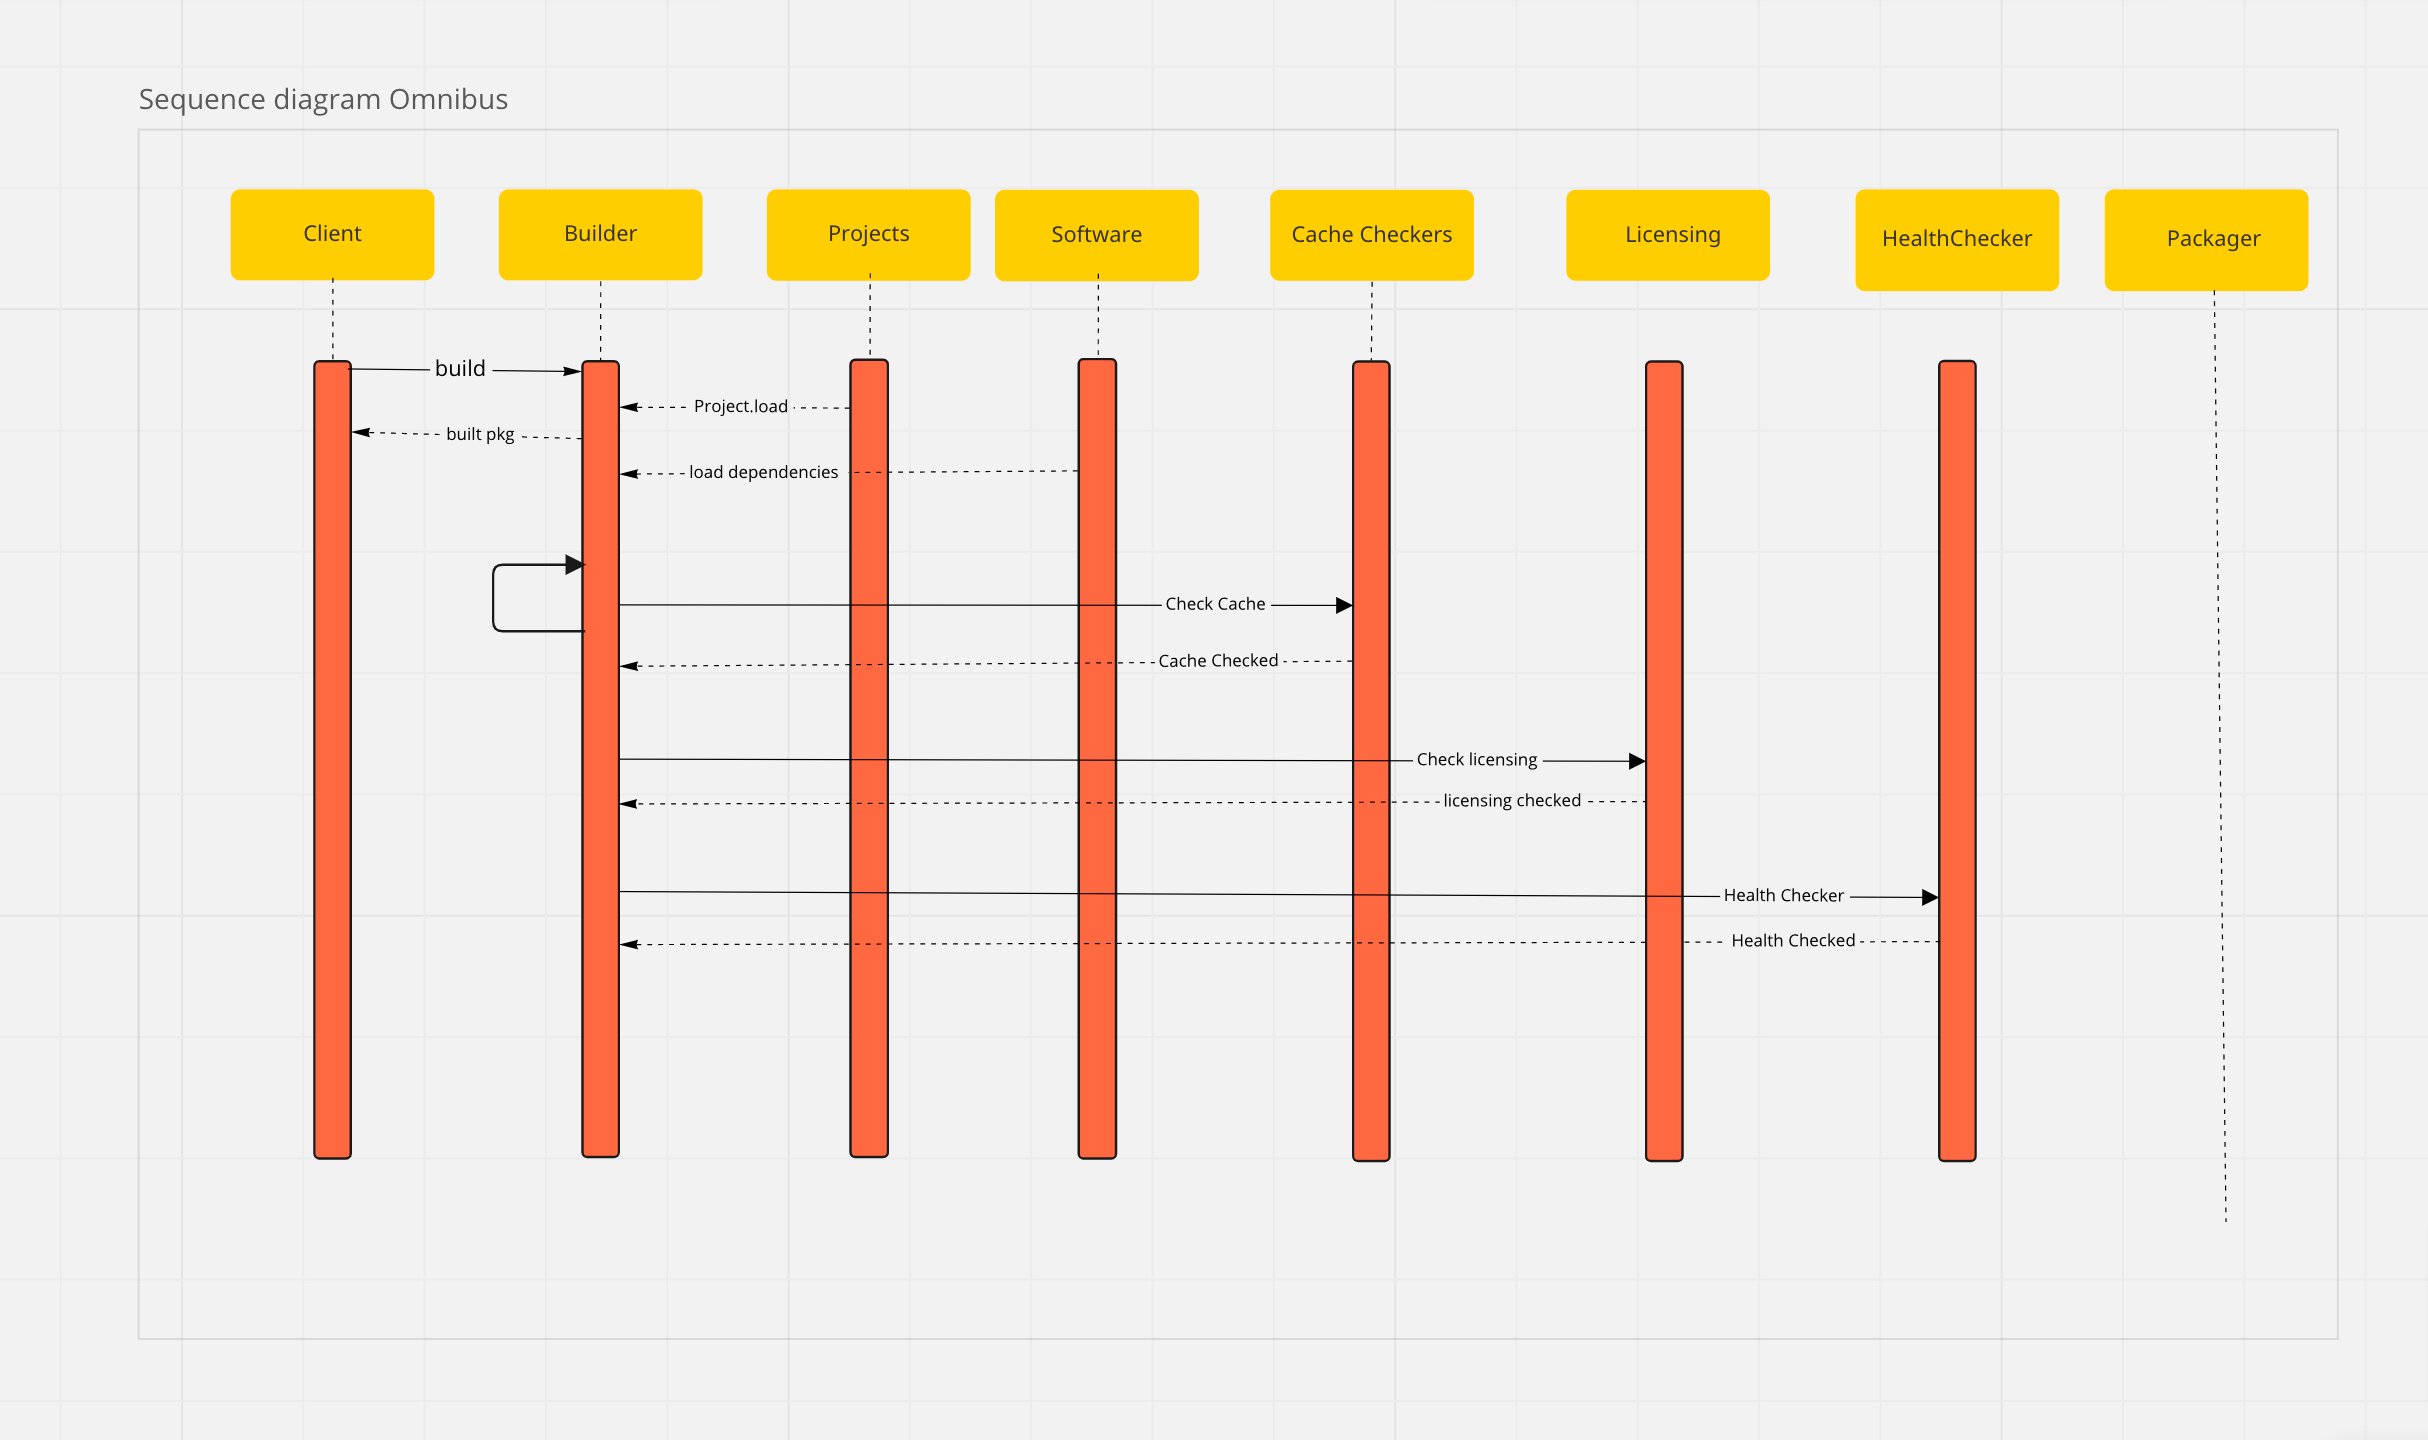 Sequence diagram Omnibus
Client
Builder
Projects
Software
Cache Checkers
Licensing
HealthChecker
Packager
build
Project.load
built pkg
load dependencies
Check Cache
Cache Checked
Check licensing
licensing checked
Health Checker
Health Checked